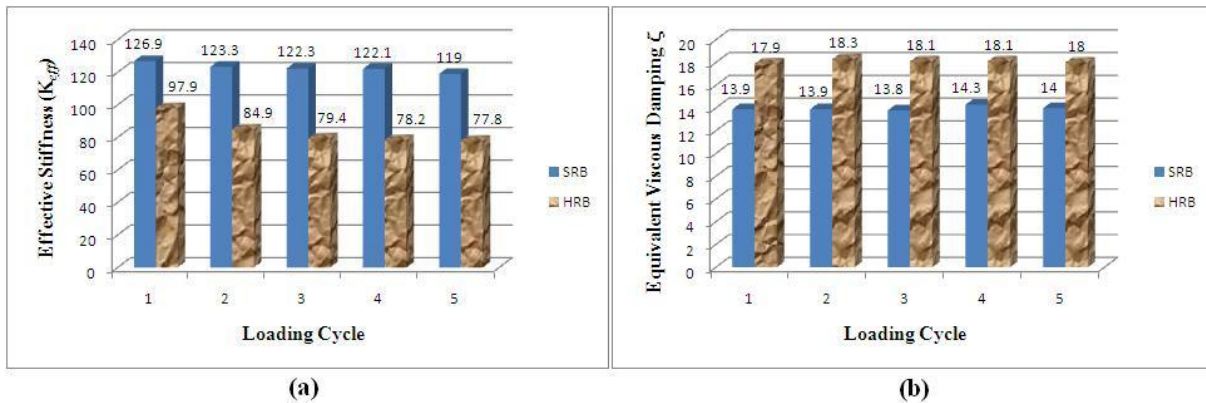 126.9 123.3 122.3 122.1 119
97.9 84.9 79.4 78.2 77.8
140
120
100
80
60
40
20
0
Effective Stiffness (Keff)
1 2 3 4 5
Loading Cycle
SRB
HRB
(a)
17.9 18.3 18.1 18.1 18
13.9 13.9 13.8 14.3 14
20
18
16
14
12
10
8
6
4
2
0
Equivalent Viscous Damping ζ
1 2 3 4 5
Loading Cycle
SRB
HRB
(b)